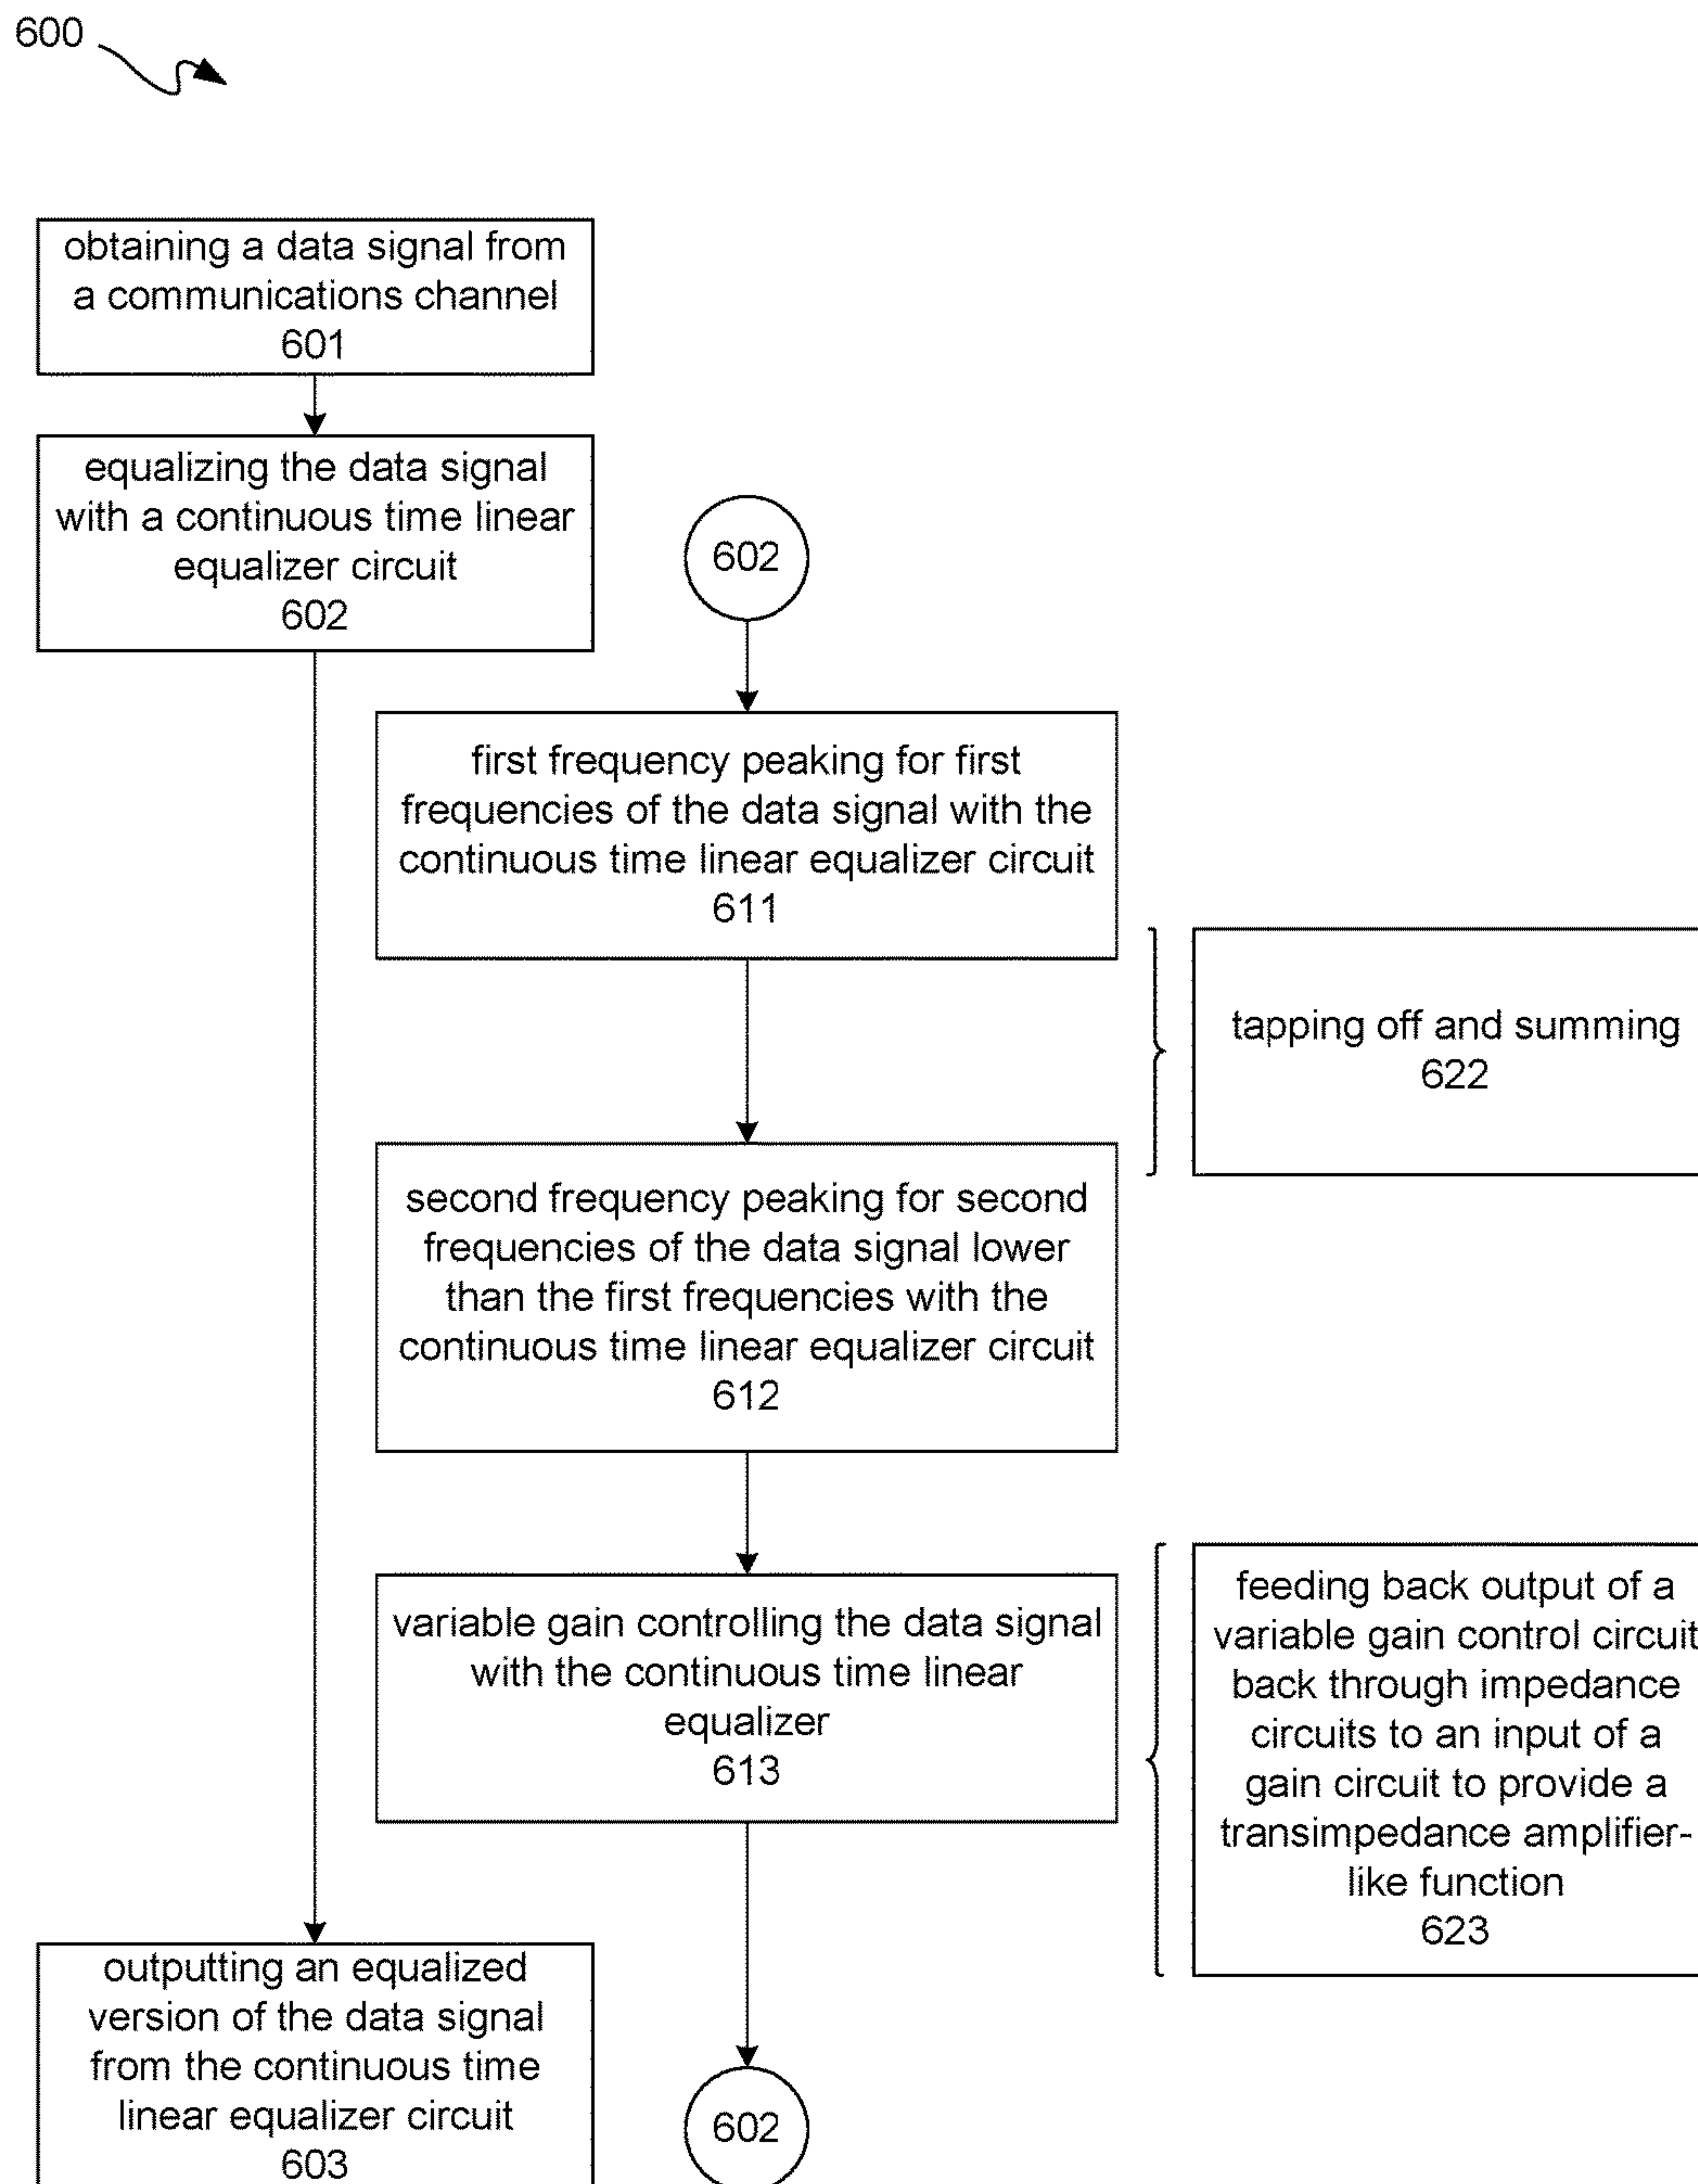 600
obtaining a data signal from
a communications channel
601
equalizing the data signal
with a continuous time linear
equalizer circuit
602
602
first frequency peaking for first
frequencies of the data signal with the
continuous time linear equalizer circuit
611
tapping off and summing
622
second frequency peaking for second
frequencies of the data signal lower
than the first frequencies with the
continuous time linear equalizer circuit
612
variable gain controlling the data signal
with the continuous time linear
equalizer
613
feeding back output of a
variable gain control circuit
back through impedance
circuits to an input of a
gain circuit to provide a
transimpedance amplifier-
like function
623
outputting an equalized
version of the data signal
from the continuous time
linear equalizer circuit
603
602